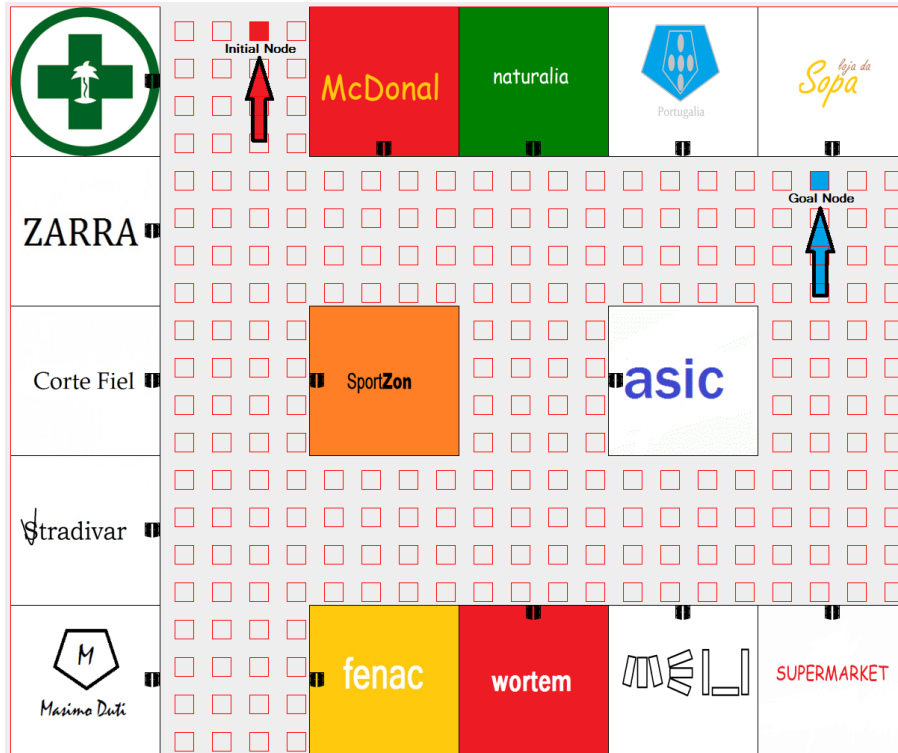 Initial Node
McDonal
naturalia
Portugalia
loja da
Sopa
ZARRA
Goal Node
Corte Fiel
SportZon
asic
Stradivar
M
Masimo Duti
fenac
wortem
MEU
SUPERMARKET